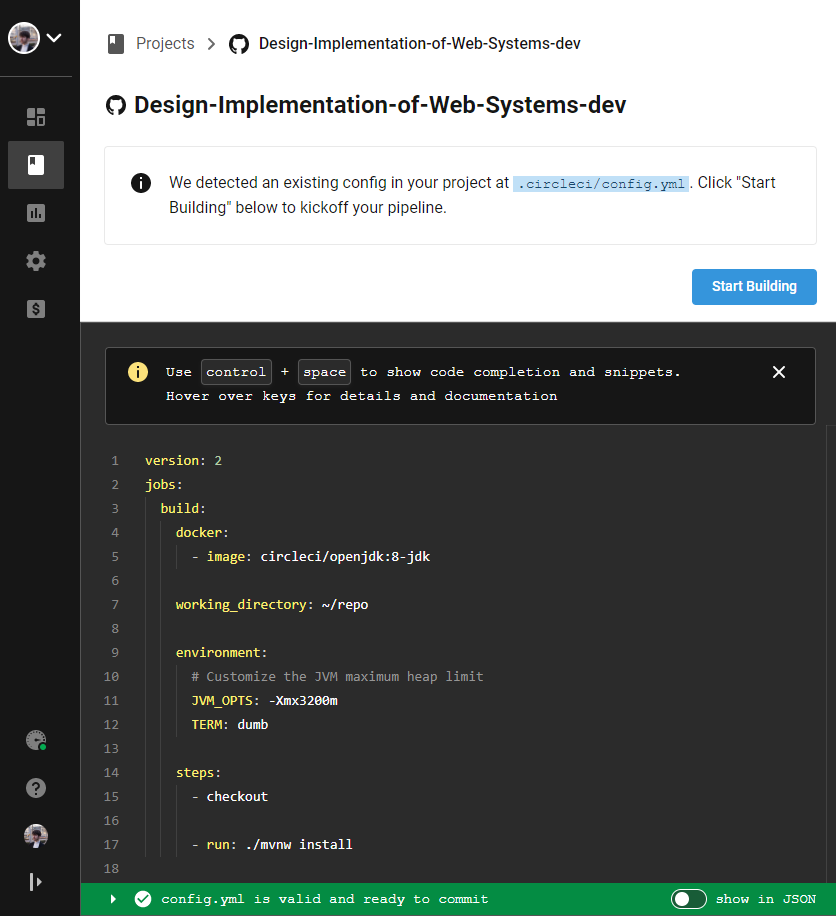 Projects > Design-Implementation-of-Web-Systems-dev
Design-Implementation-of-Web-Systems-dev
We detected an existing config in your project at .circleci/config.yml. Click "Start
Building" below to kickoff your pipeline.
Start Building
Use control + space to show code completion and snippets.
Hover over keys for details and documentation
1 version: 2
2 jobs:
3   build:
4     docker:
5       - image: circleci/openjdk:8-jdk
6
7     working_directory: ~/repo
8
9     environment:
10       # Customize the JVM maximum heap limit
11       JVM_OPTS: -Xmx3200m
12       TERM: dumb
13
14     steps:
15       - checkout
16
17       - run: ./mvnw install
18
config.yml is valid and ready to commit show in JSON